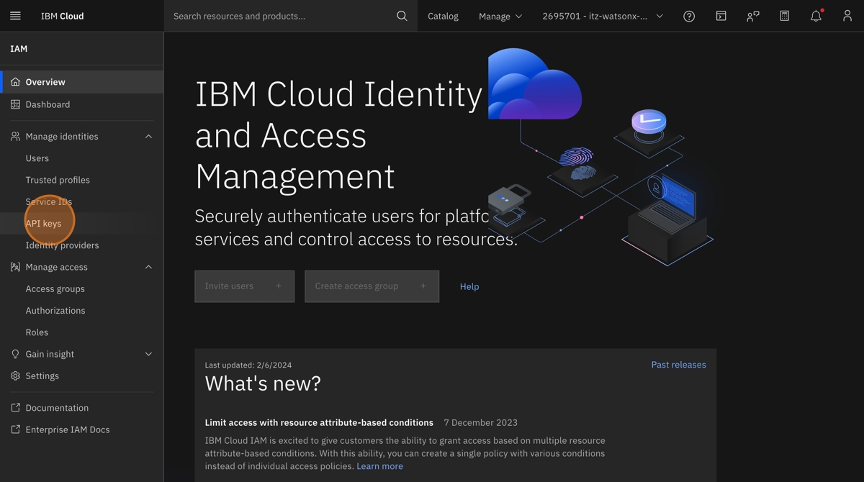 IBM Cloud
Search resources and products...
Catalog
Manage
2695701 - itz-watsonx-...
IAM
Overview
Dashboard
Manage identities
Users
Trusted profiles
Service IDs
API keys
Identity providers
Manage access
Access groups
Authorizations
Roles
Gain insight
Settings
Documentation
Enterprise IAM Docs
IBM Cloud Identity
and Access
Management
Securely authenticate users for platfo
services and control access to resources.
Invite users +
Create access group +
Help
Last updated: 2/6/2024
Past releases
What's new?
Limit access with resource attribute-based conditions 7 December 2023
IBM Cloud IAM is excited to give customers the ability to grant access based on multiple resource
attribute-based conditions. With this ability, you can create a single policy with various conditions
instead of individual access policies. Learn more